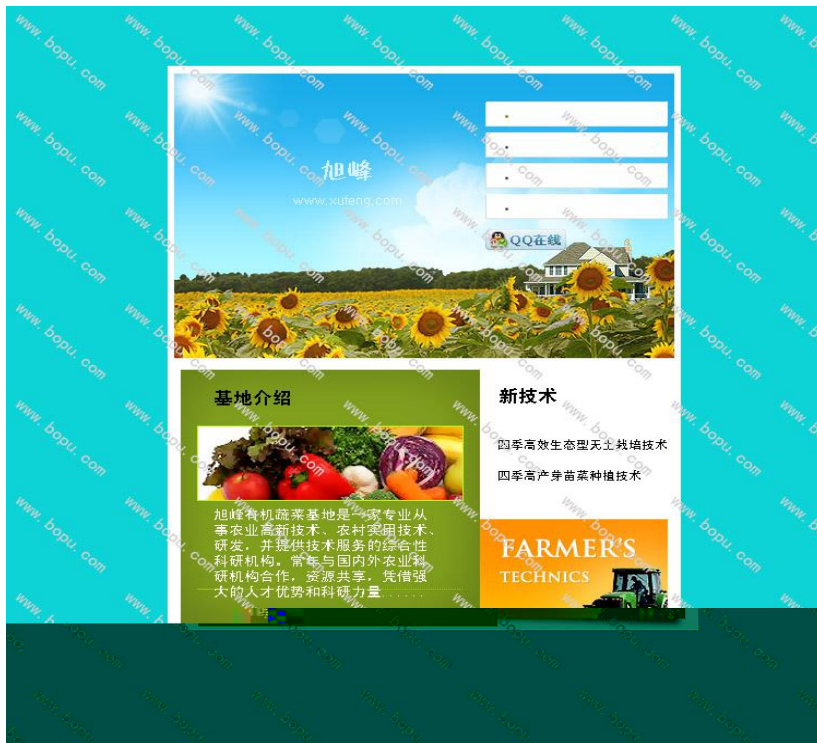 旭峰
www.xufeng.com
QQ在线
基地介绍
旭峰有机蔬菜基地是一家专业从
事农业高新技术、农村实用技术、
研发，并提供技术服务的综合性
科研机构。常年与国内外农业科
研机构合作，资源共享，凭借强
大的人才优势和科研力量......
新技术
四季高效生态型无土栽培技术
四季高产芽苗菜种植技术
FARMER'S
TECHNICS
www.bopu.com